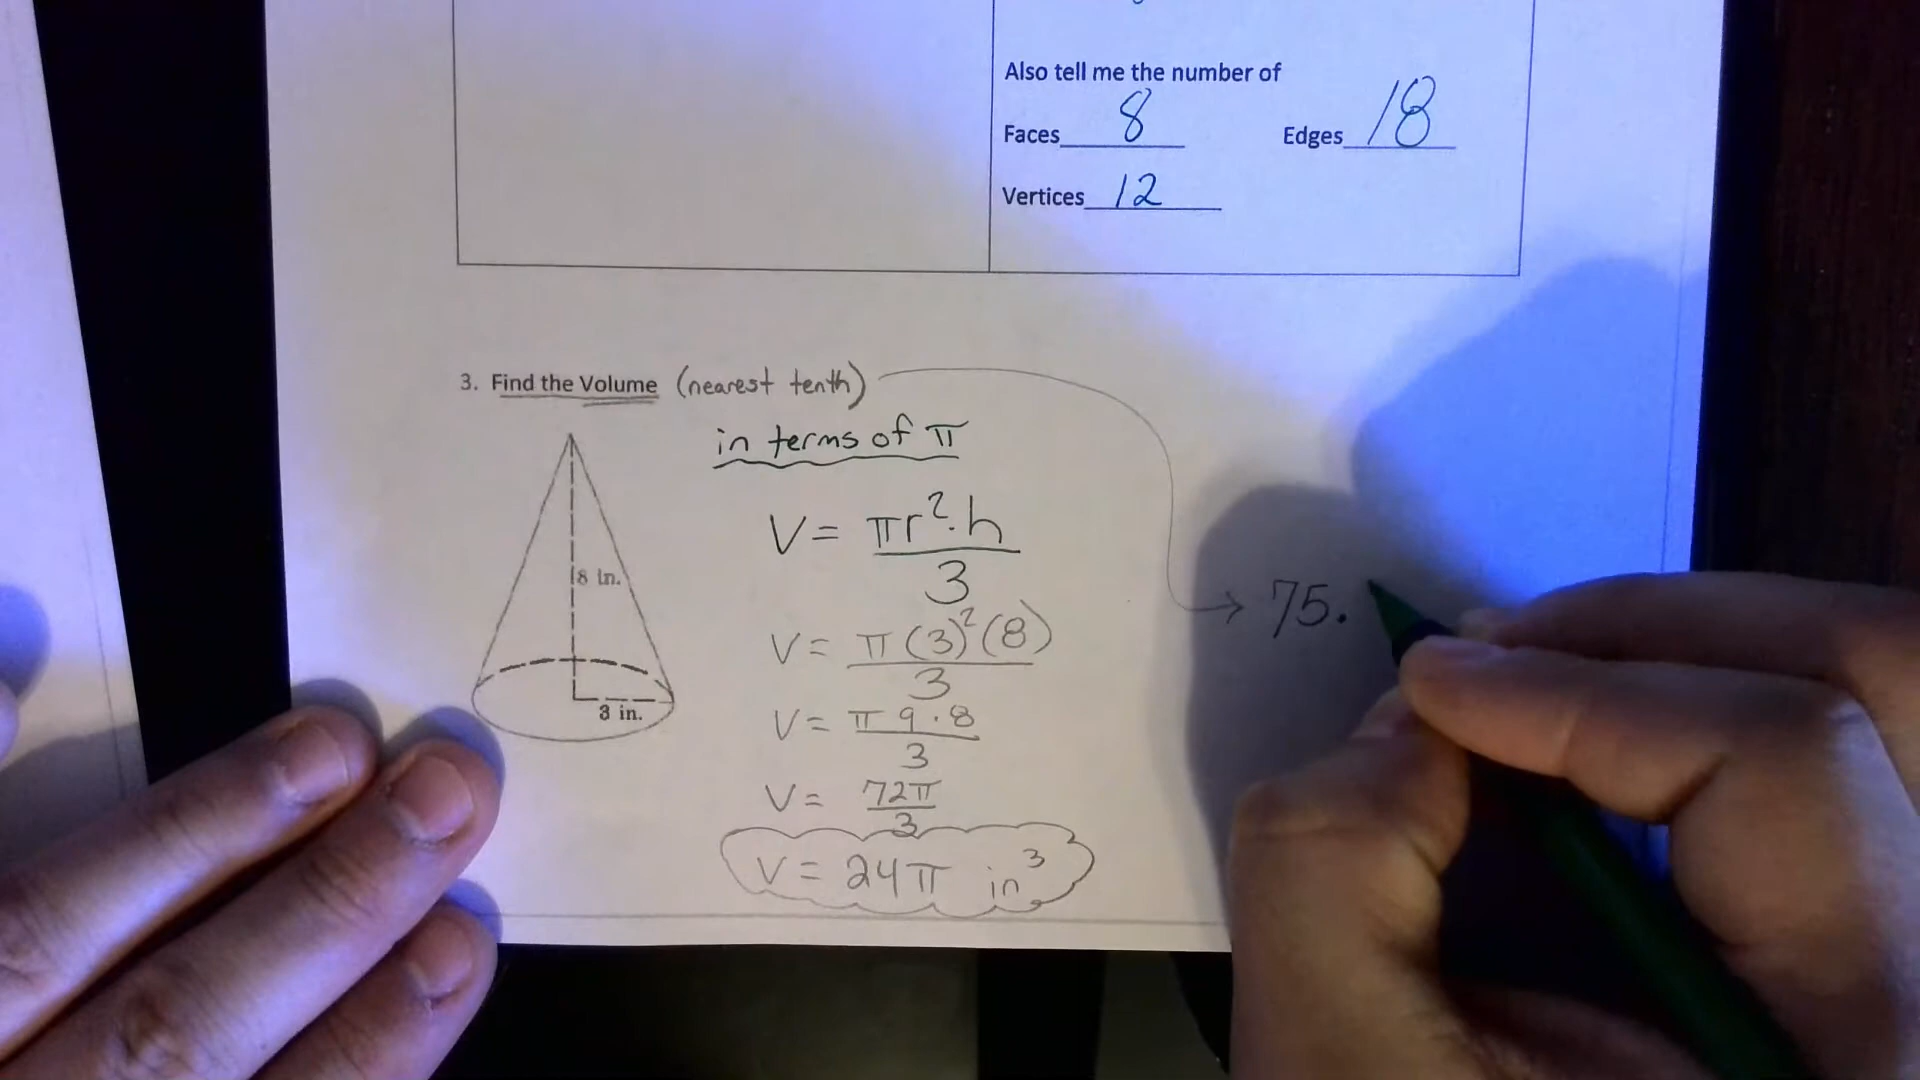 Also tell me the number of
Faces 8 Edges 18
Vertices 12
3. Find the Volume (nearest tenth)
in terms of π
V = πr²·h
3
8 in.
75.
V = π(3)²(8)
3
3 in.
V = π9·8
3
V = 72π
3
V = 24π in³